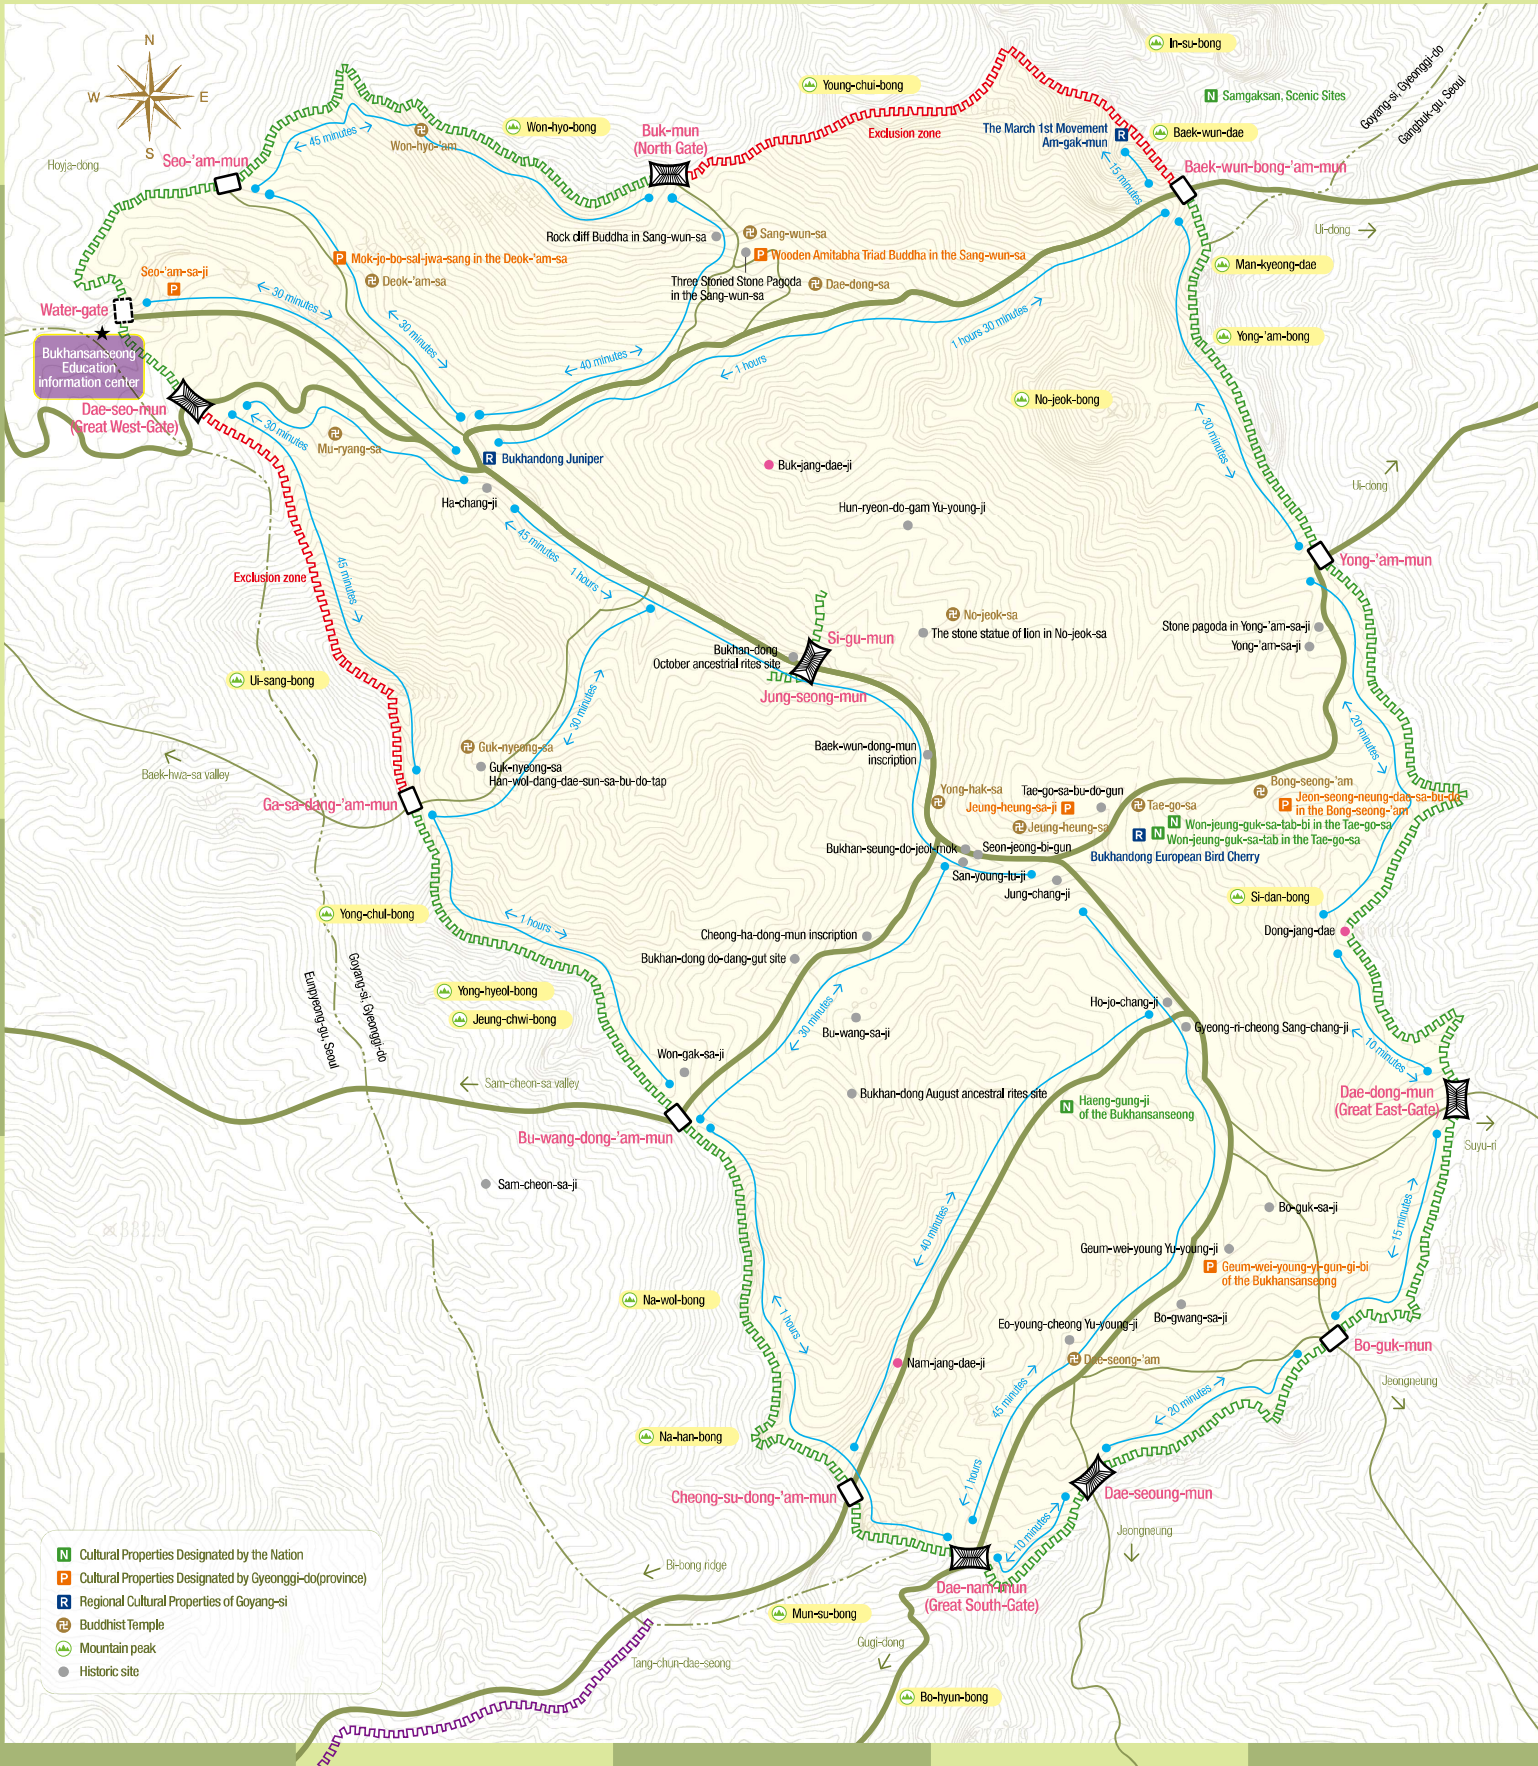 N
W
E
S
In-su-bong
Goyang-si, Gyeonggi-do
Gangbuk-gu, Seoul
Young-chui-bong
N Samgaksan, Scenic Sites
Won-hyo-bong
Buk-mun
(North Gate)
Exclusion zone
The March 1st Movement
Am-gak-mun
R
Baek-wun-dae
45 minutes
Won-hyo-'am
Hoyja-dong
Seo-'am-mun
15 minutes
Baek-wun-bong-'am-mun
Rock cliff Buddha in Sang-wun-sa
Sang-wun-sa
P Wooden Amitabha Triad Buddha in the Sang-wun-sa
Ui-dong
P Mok-jo-bo-sal-jwa-sang in the Deok-'am-sa
Deok-'am-sa
Three Storied Stone Pagoda
in the Sang-wun-sa
Dae-dong-sa
Man-kyeong-dae
Seo-'am-sa-ji
P
Water-gate
30 minutes
30 minutes
40 minutes
1 hours
1 hours 30 minutes
Yong-'am-bong
Bukhansanseong
Education
information center
Dae-seo-mun
(Great West-Gate)
30 minutes
Mu-ryang-sa
No-jeok-bong
30 minutes
R Bukhandong Juniper
Buk-jang-dae-ji
Ha-chang-ji
Hun-ryeon-do-gam Yu-young-ji
Ui-dong
45 minutes
1 hours
45 minutes
Exclusion zone
Yong-'am-mun
No-jeok-sa
The stone statue of lion in No-jeok-sa
Stone pagoda in Yong-'am-sa-ji
Yong-'am-sa-ji
Si-gu-mun
Bukhan-dong
October ancestral rites site
Jung-seong-mun
Ui-sang-bong
30 minutes
20 minutes
Guk-nyeong-sa
Guk-nyeong-sa
Han-wol-dang-dae-sun-sa-bu-do-tap
Baek-hwa-sa valley
Ga-sa-dang-'am-mun
Baek-wun-dong-mun
inscription
Yong-hak-sa
Jeung-heung-sa-ji P
Tae-go-sa-bu-do-gun
Jeung-heung-sa
Tae-go-sa
Bong-seong-'am
P Jeon-seong-neung-dae-sa-bu-do
in the Bong-seong-'am
N Won-jeung-guk-sa-tab-bi in the Tae-go-sa
R N Won-jeung-guk-sa-tab in the Tae-go-sa
Bukhandong European Bird Cherry
Bukhan-seung-do-jeol-mok
Seon-jeong-bi-gun
San-young-lu-ji
Jung-chang-ji
Si-dan-bong
Dong-jang-dae
Yong-chul-bong
1 hours
Cheong-ha-dong-mun inscription
Bukhan-dong do-dang-gut site
Goyang-si, Gyeonggi-do
Eunpyeong-gu, Seoul
Yong-hyeol-bong
Jeung-chwi-bong
30 minutes
Bu-wang-sa-ji
Ho-jo-chang-ji
Gyeong-ri-cheong Sang-chang-ji
10 minutes
Won-gak-sa-ji
Sam-cheon-sa valley
Bukhan-dong August ancestral rites site
N Haeng-gung-ji
of the Bukhansanseong
Dae-dong-mun
(Great East-Gate)
Suyu-ri
Bu-wang-dong-'am-mun
Sam-cheon-sa-ji
40 minutes
Bo-guk-sa-ji
15 minutes
Geum-wei-young Yu-young-ji
P Geum-wei-young-yi-gun-gi-bi
of the Bukhansanseong
Na-wol-bong
1 hours
Bo-gwang-sa-ji
Eo-young-cheong Yu-young-ji
Dae-seong-'am
Bo-guk-mun
Nam-jang-dae-ji
45 minutes
20 minutes
Jeongneung
Na-han-bong
1 hours
Cheong-su-dong-'am-mun
Dae-seoung-mun
Jeongneung
10 minutes
Bi-bong ridge
Dae-nam-mun
(Great South-Gate)
Mun-su-bong
Gugi-dong
Tang-chun-dae-seong
Bo-hyun-bong
N Cultural Properties Designated by the Nation
P Cultural Properties Designated by Gyeonggi-do(province)
R Regional Cultural Properties of Goyang-si
Buddhist Temple
Mountain peak
Historic site